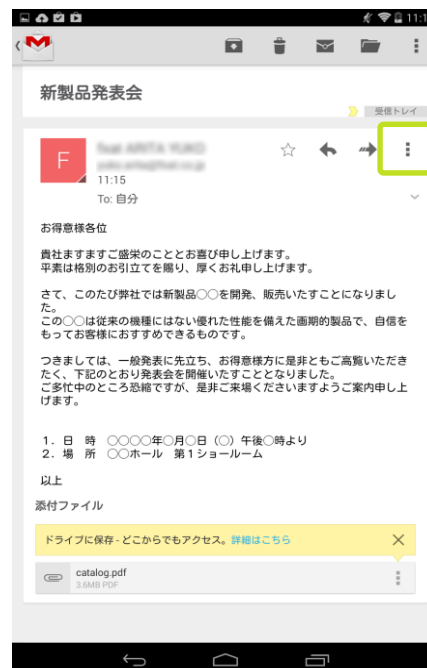 11:1
新製品発表会
受信トレイ
F
11:15
To: 自分
お得意様各位
貴社ますますご盛栄のこととお喜び申し上げます。
平素は格別のお引立てを賜り、厚くお礼申し上げます。
さて、このたび弊社では新製品○○を開発、販売いたすことになりまし
た。
この○○は従来の機種にはない優れた性能を備えた画期的製品で、自信を
もってお客様におすすめできるものです。
つきましては、一般発表に先立ち、お得意様方に是非ともご高覧いただき
たく、下記のとおり発表会を開催いたすこととなりました。
ご多忙中のところ恐縮ですが、是非ご来場くださいますようご案内申し上
げます。
1．日　時　○○○○年○月○日（○）午後○時より
2．場　所　○○ホール　第１ショールーム
以上
添付ファイル
ドライブに保存 - どこからでもアクセス。詳細はこちら
catalog.pdf
3.6MB PDF